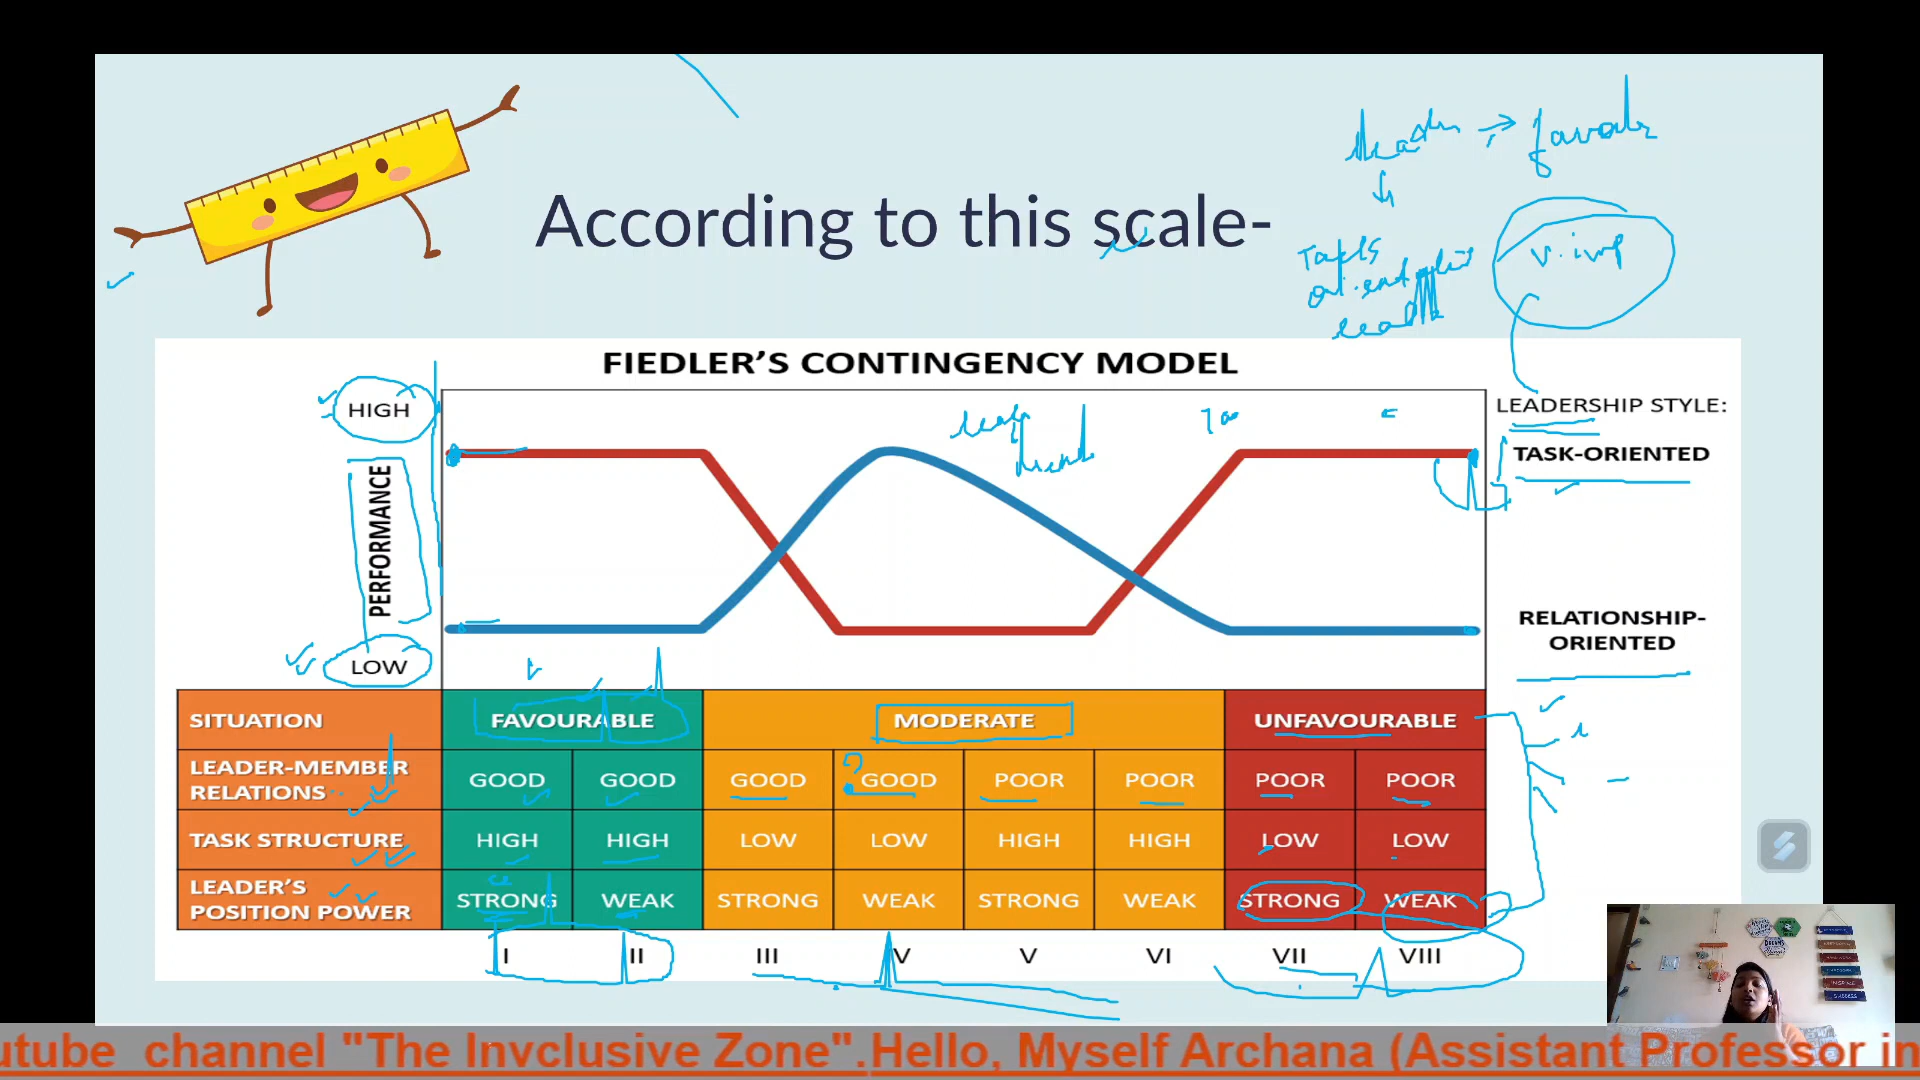 According to this scale-
v.imp
FIEDLER'S CONTINGENCY MODEL
HIGH
PERFORMANCE
LOW
LEADERSHIP STYLE:
TASK-ORIENTED
RELATIONSHIP-
ORIENTED
SITUATION FAVOURABLE MODERATE UNFAVOURABLE
LEADER-MEMBER
RELATIONS GOOD GOOD GOOD GOOD POOR POOR POOR POOR
TASK STRUCTURE HIGH HIGH LOW LOW HIGH HIGH LOW LOW
LEADER'S
POSITION POWER STRONG WEAK STRONG WEAK STRONG WEAK STRONG WEAK
I II III V V VI VII VIII
utube channel "The Invclusive Zone".Hello, Myself Archana (Assistant Professor in